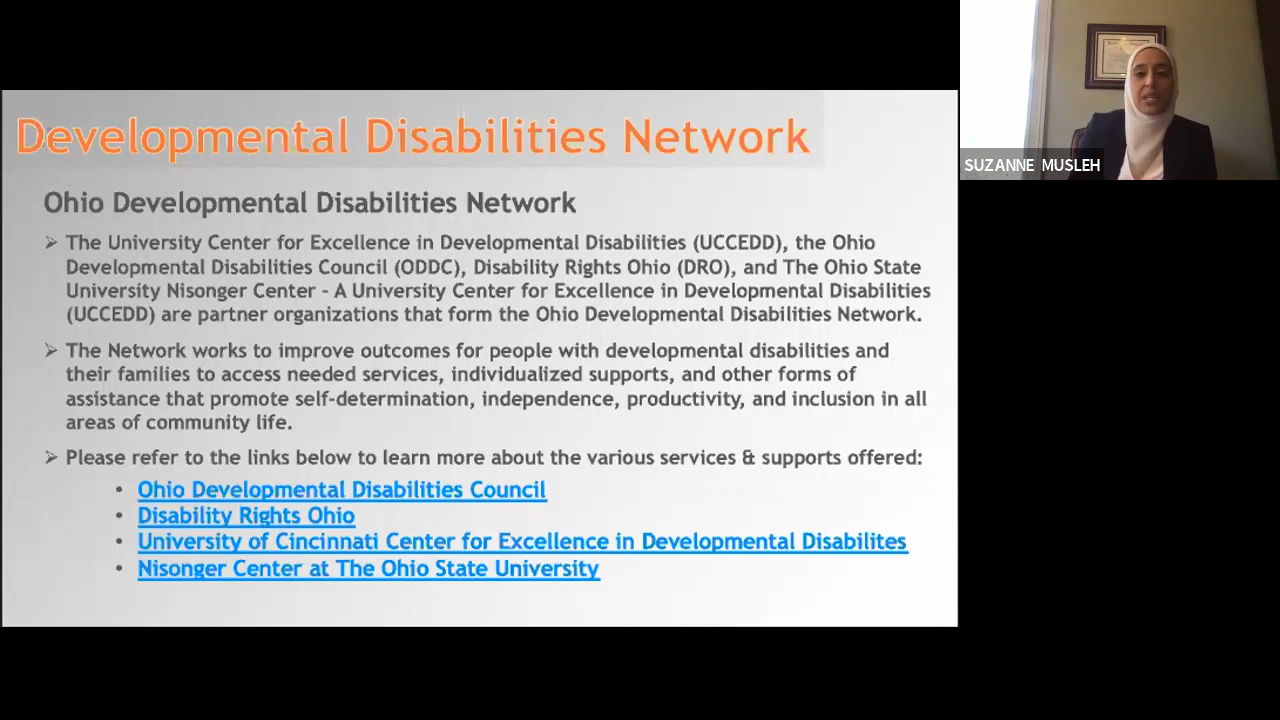 Developmental Disabilities Network
SUZANNE MUSLEH
Ohio Developmental Disabilities Network
➢ The University Center for Excellence in Developmental Disabilities (UCCEDD), the Ohio
Developmental Disabilities Council (ODDC), Disability Rights Ohio (DRO), and The Ohio State
University Nisonger Center - A University Center for Excellence in Developmental Disabilities
(UCCEDD) are partner organizations that form the Ohio Developmental Disabilities Network.
➢ The Network works to improve outcomes for people with developmental disabilities and
their families to access needed services, individualized supports, and other forms of
assistance that promote self-determination, independence, productivity, and inclusion in all
areas of community life.
➢ Please refer to the links below to learn more about the various services & supports offered:
• Ohio Developmental Disabilities Council
• Disability Rights Ohio
• University of Cincinnati Center for Excellence in Developmental Disabilites
• Nisonger Center at The Ohio State University